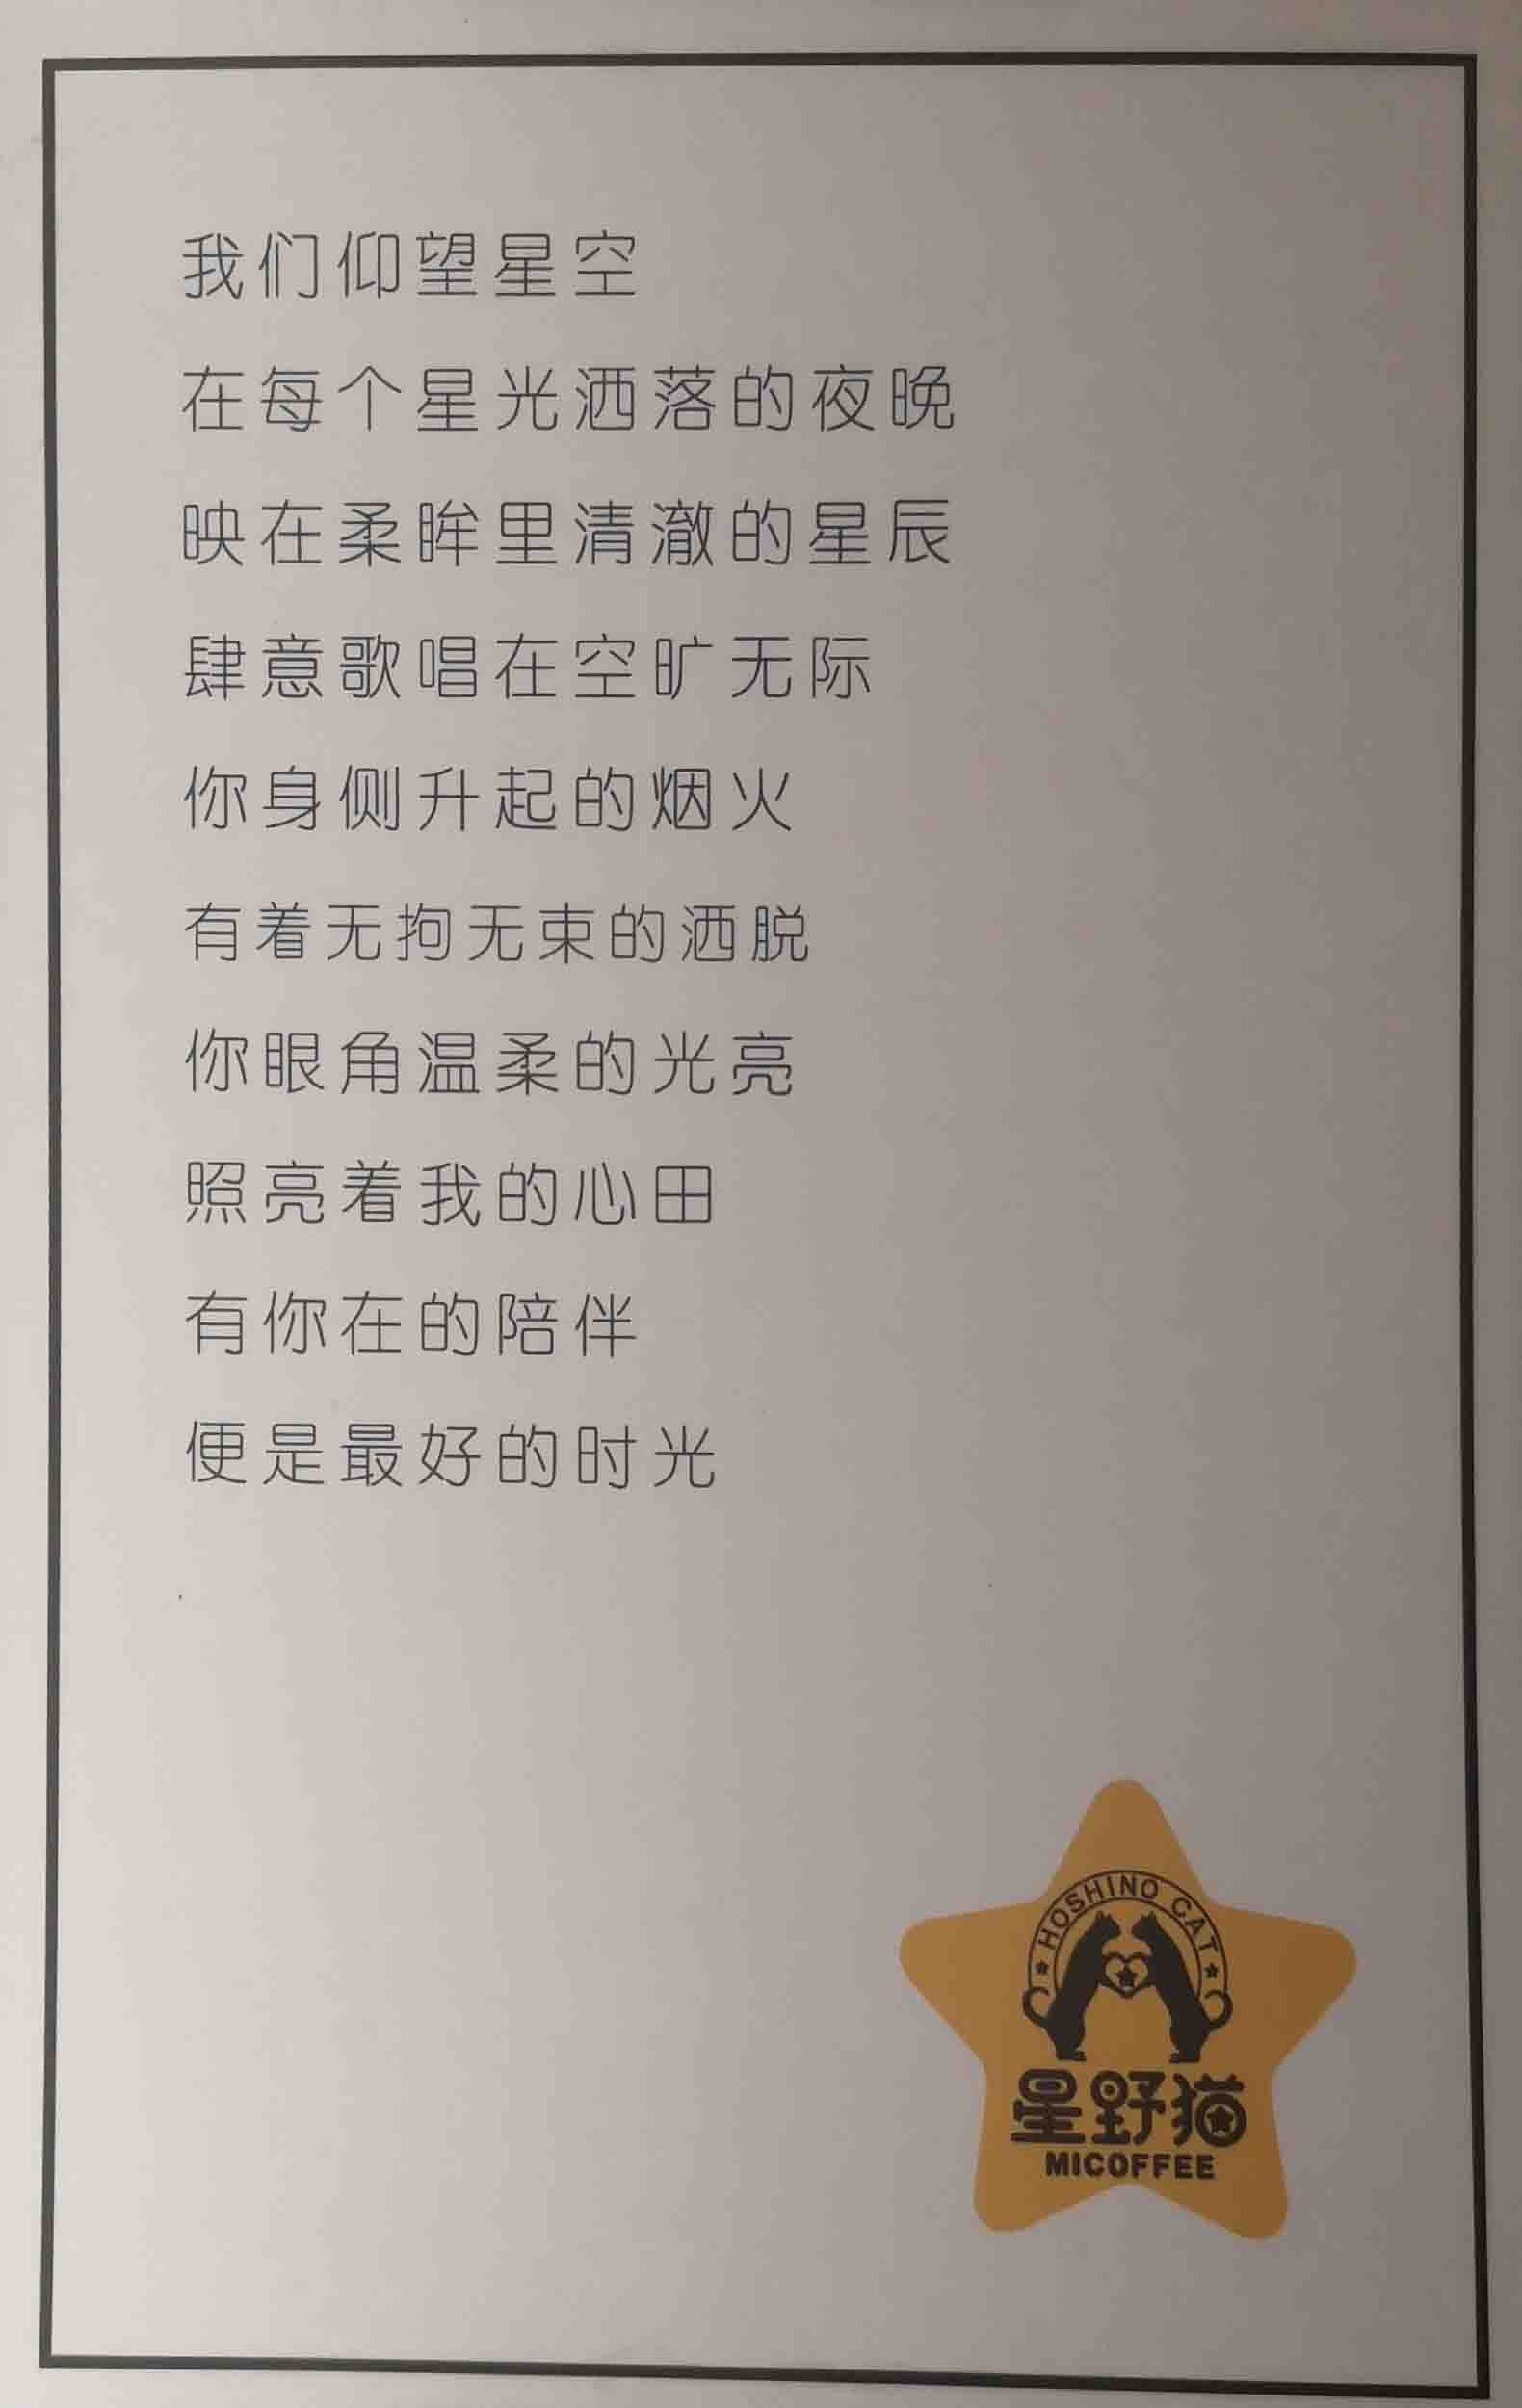 我们仰望星空
在每个星光洒落的夜晚
映在柔眸里清澈的星辰
肆意歌唱在空旷无际
你身侧升起的烟火
有着无拘无束的洒脱
你眼角温柔的光亮
照亮着我的心田
有你在的陪伴
便是最好的时光
HOSHINO CAT
星野猫
MICOFFEE